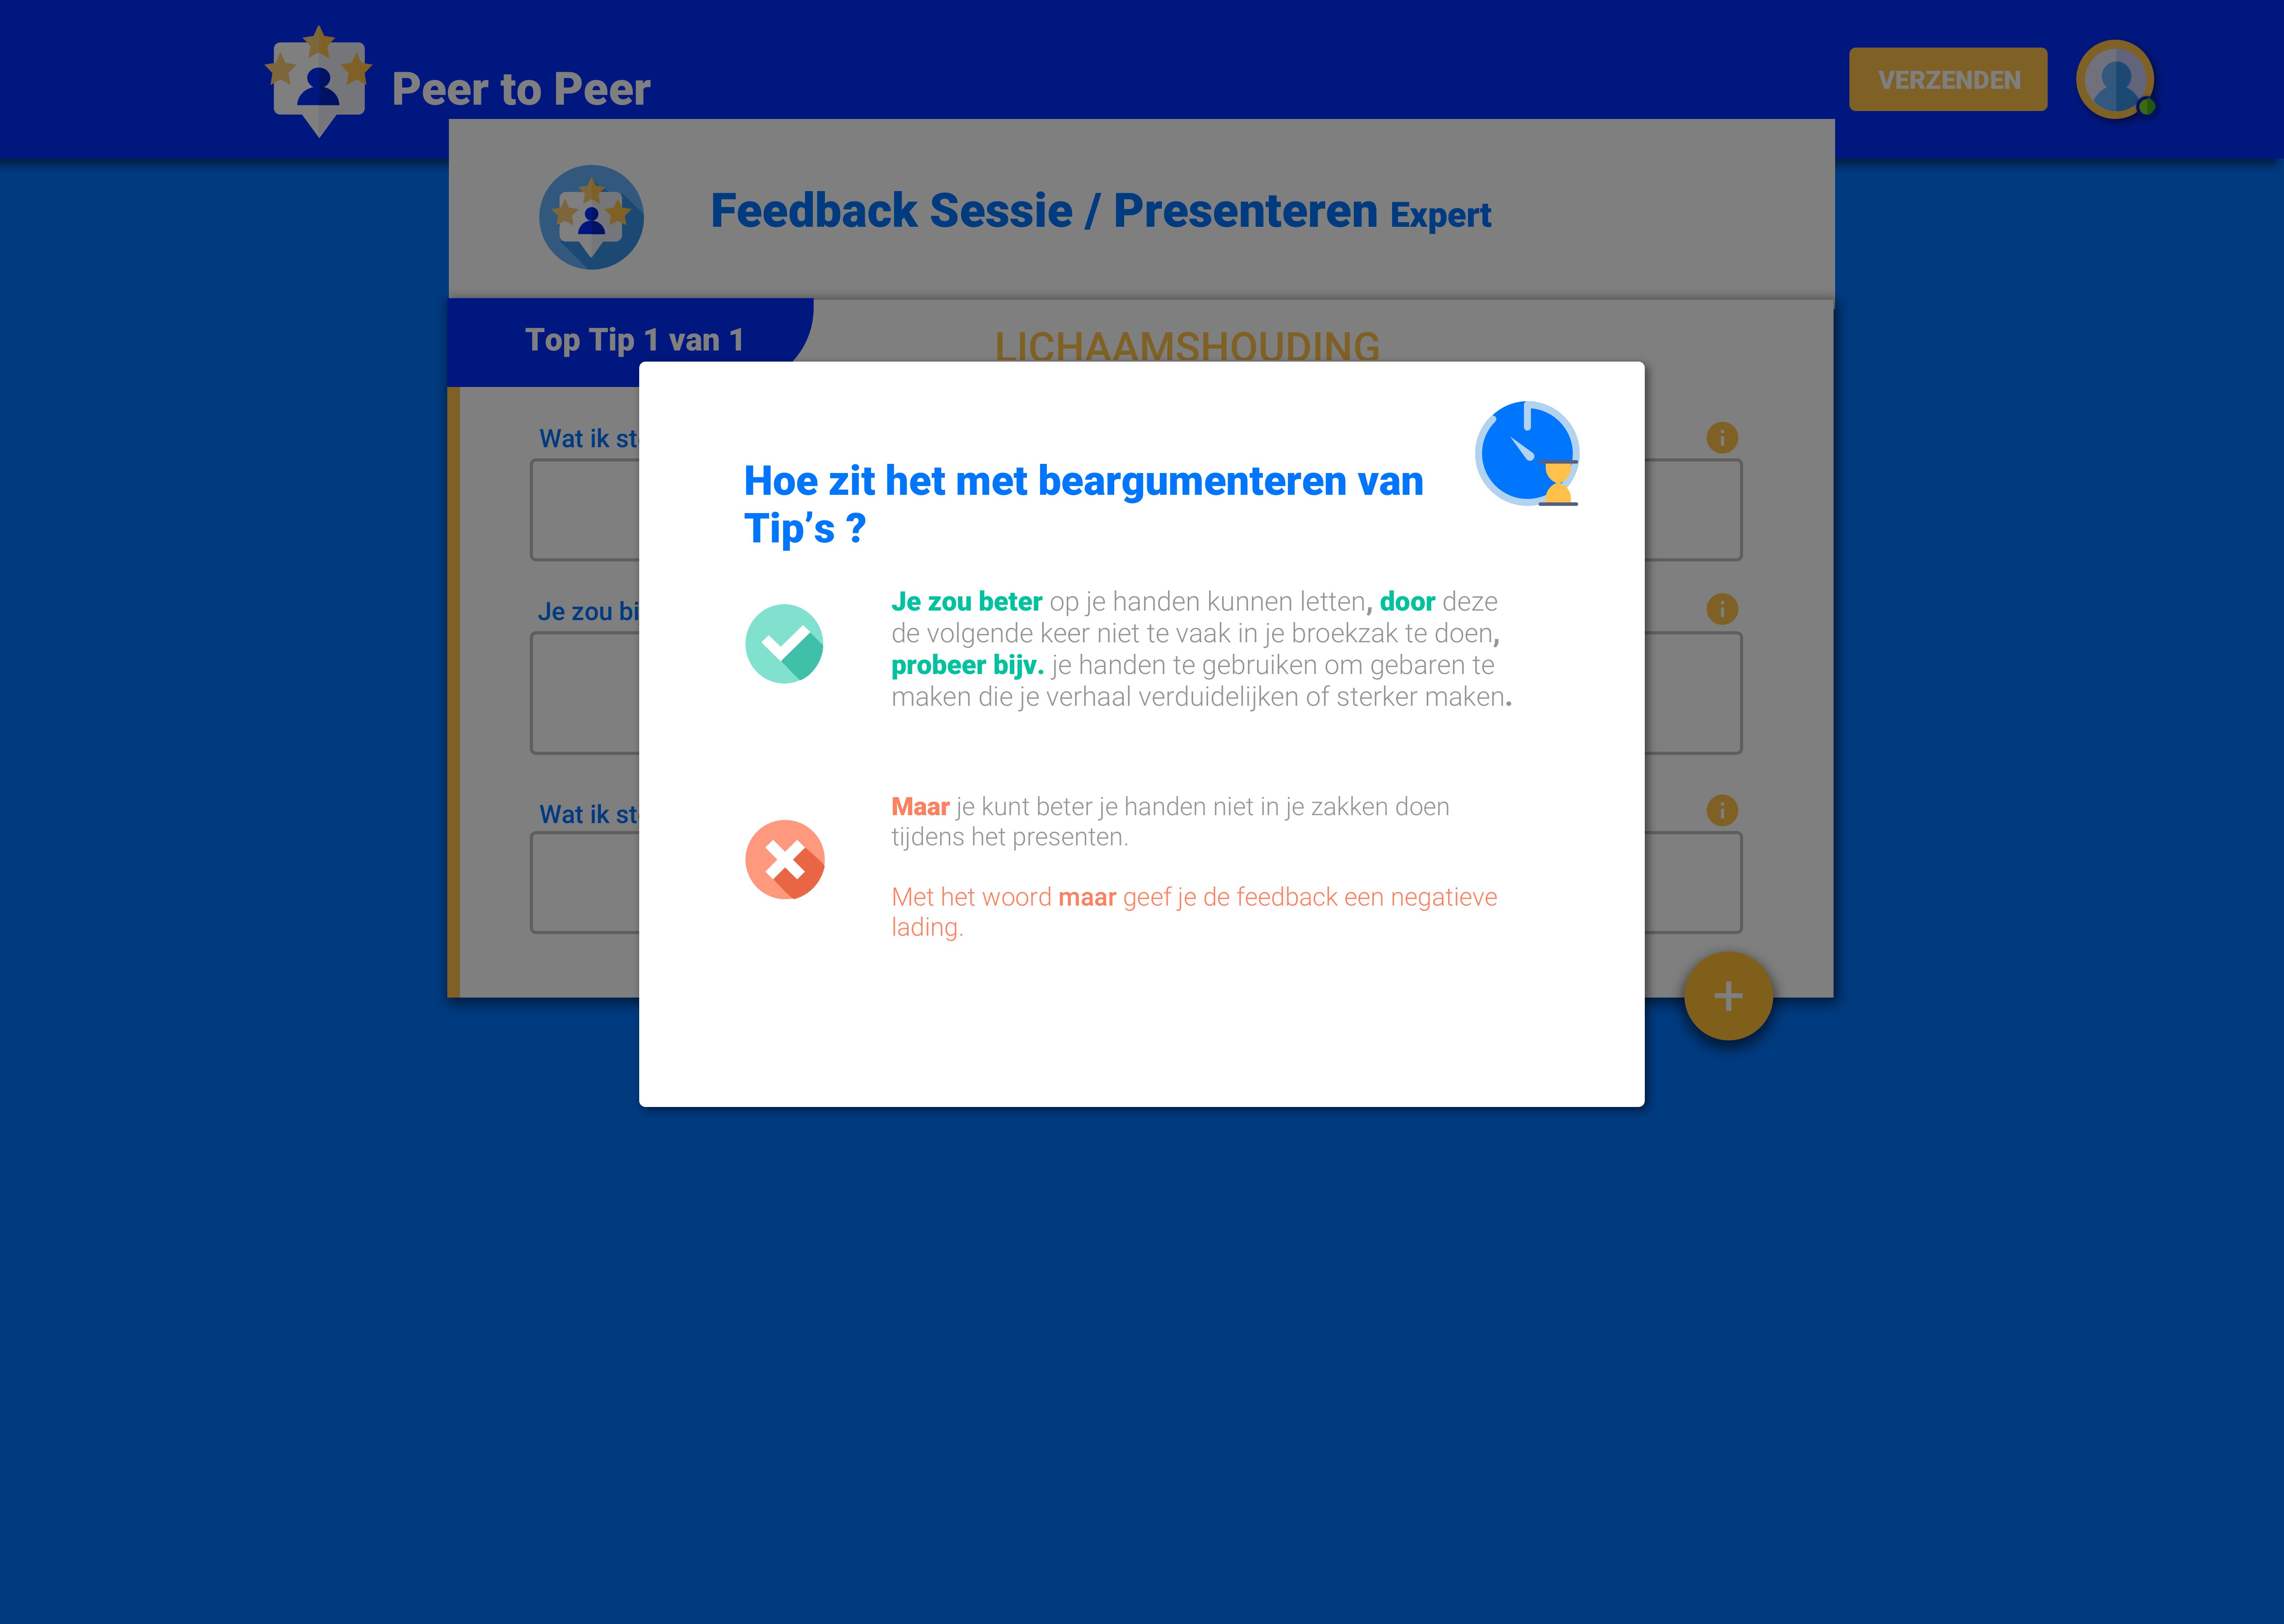 Peer to Peer
VERZENDEN
Feedback Sessie / Presenteren Expert
Top Tip 1 van 1
LICHAAMSHOUDING
Wat ik st
Je zou bi
Wat ik st
Hoe zit het met beargumenteren van
Tip’s ?
Je zou beter op je handen kunnen letten, door deze
de volgende keer niet te vaak in je broekzak te doen,
probeer bijv. je handen te gebruiken om gebaren te
maken die je verhaal verduidelijken of sterker maken.
Maar je kunt beter je handen niet in je zakken doen
tijdens het presenten.
Met het woord maar geef je de feedback een negatieve
lading.